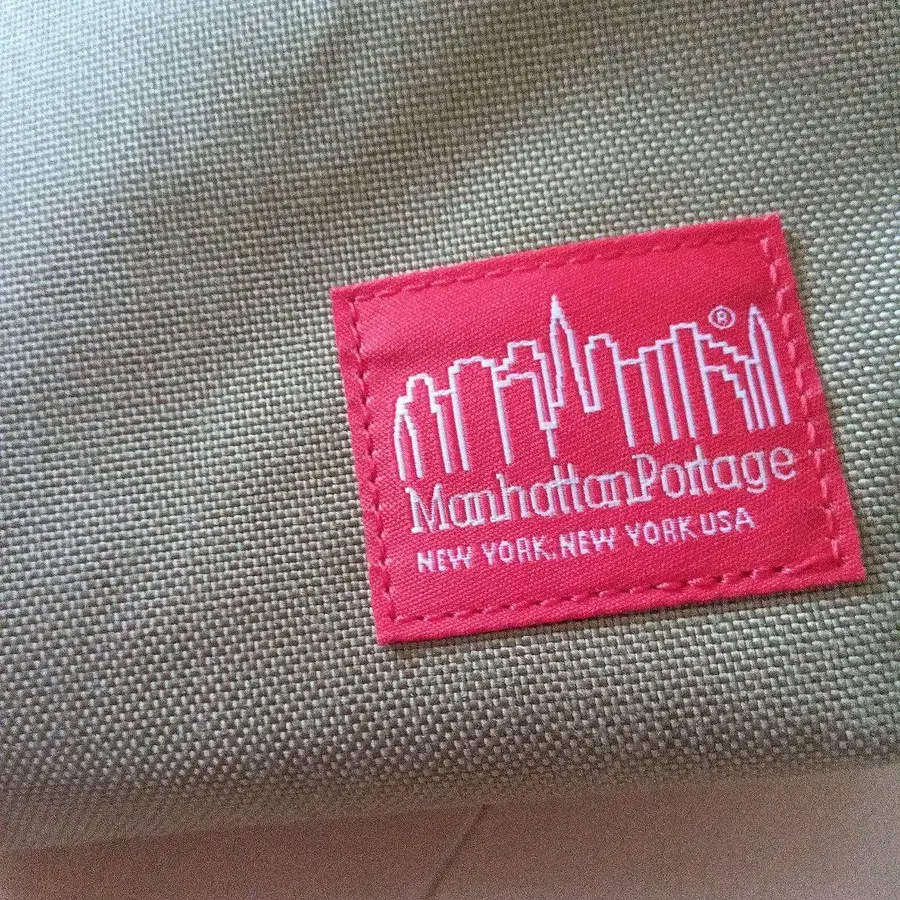 ®
ManhattanPortage
NEW YORK, NEW YORK USA